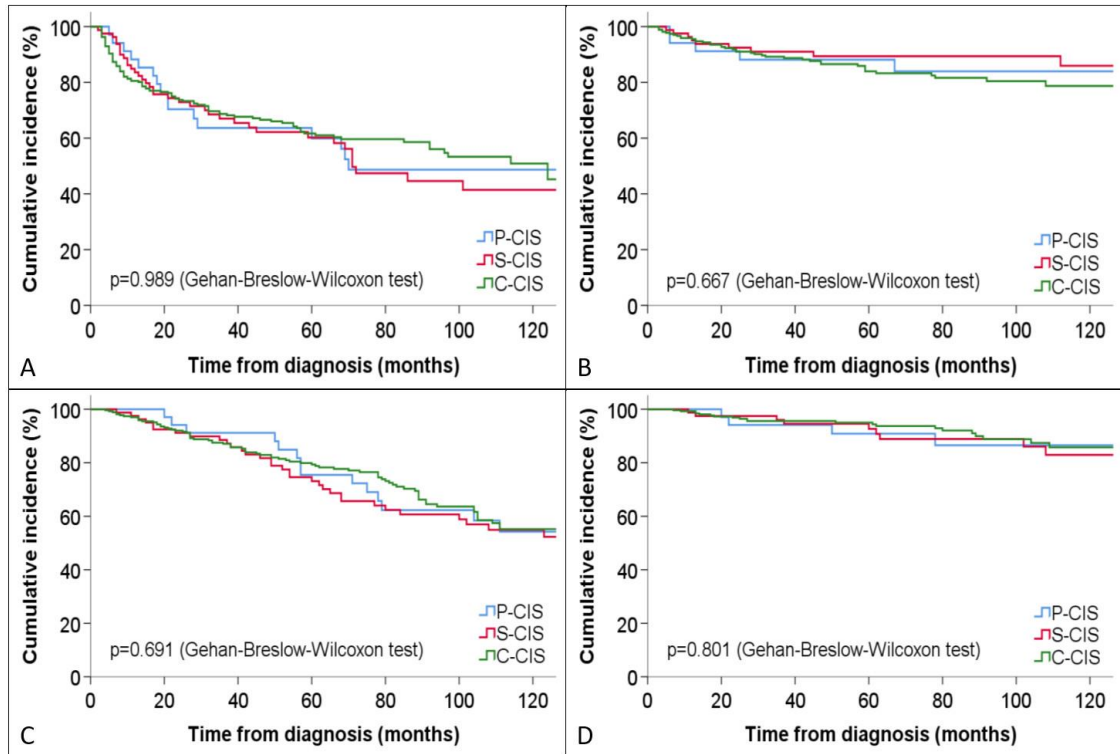 Cumulative incidence (%)
100
80
60
40
20
0
P-CIS
S-CIS
C-CIS
p=0.989 (Gehan-Breslow-Wilcoxon test)
0 20 40 60 80 100 120
Time from diagnosis (months)
A
Cumulative incidence (%)
100
80
60
40
20
0
P-CIS
S-CIS
C-CIS
p=0.667 (Gehan-Breslow-Wilcoxon test)
0 20 40 60 80 100 120
Time from diagnosis (months)
B
Cumulative incidence (%)
100
80
60
40
20
0
P-CIS
S-CIS
C-CIS
p=0.691 (Gehan-Breslow-Wilcoxon test)
0 20 40 60 80 100 120
Time from diagnosis (months)
C
Cumulative incidence (%)
100
80
60
40
20
0
P-CIS
S-CIS
C-CIS
p=0.801 (Gehan-Breslow-Wilcoxon test)
0 20 40 60 80 100 120
Time from diagnosis (months)
D